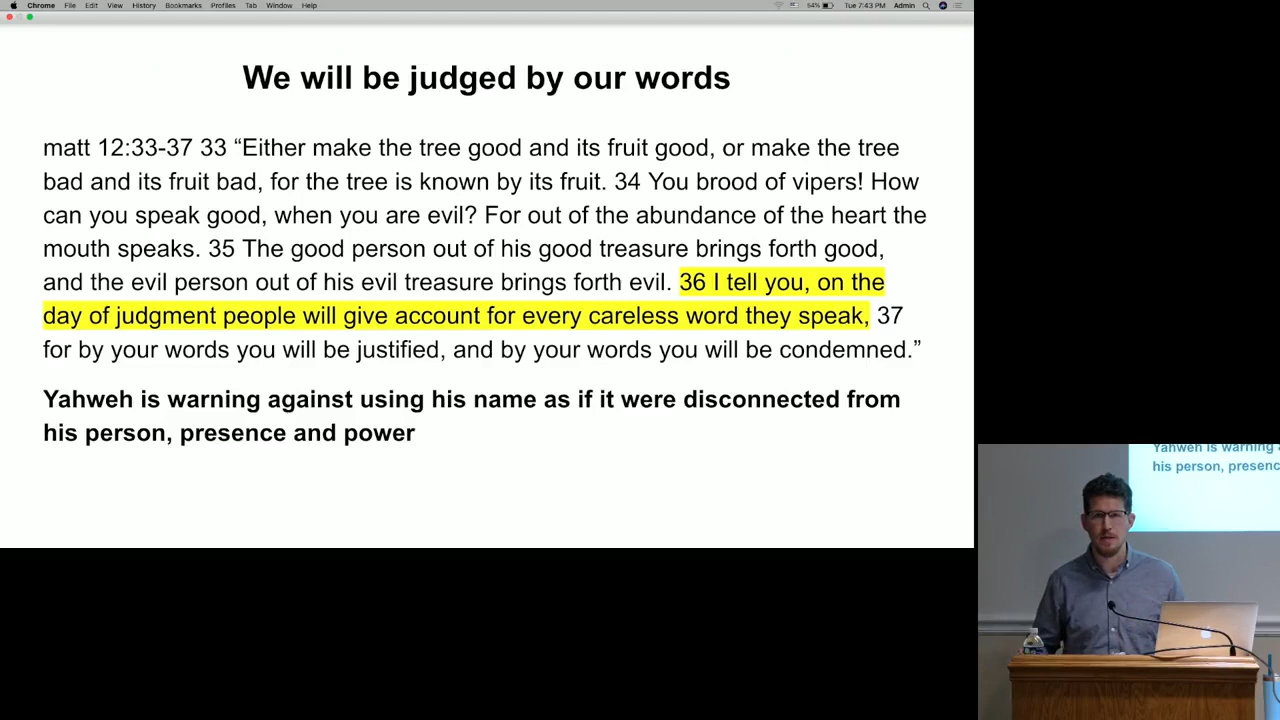 Chrome File Edit View History Bookmarks Profiles Tab Window Help 54% Tue 7:43 PM Admin
We will be judged by our words
matt 12:33-37 33 “Either make the tree good and its fruit good, or make the tree
bad and its fruit bad, for the tree is known by its fruit. 34 You brood of vipers! How
can you speak good, when you are evil? For out of the abundance of the heart the
mouth speaks. 35 The good person out of his good treasure brings forth good,
and the evil person out of his evil treasure brings forth evil. 36 I tell you, on the
day of judgment people will give account for every careless word they speak, 37
for by your words you will be justified, and by your words you will be condemned.”
Yahweh is warning against using his name as if it were disconnected from
his person, presence and power
Yahweh is warning
his person, presenc